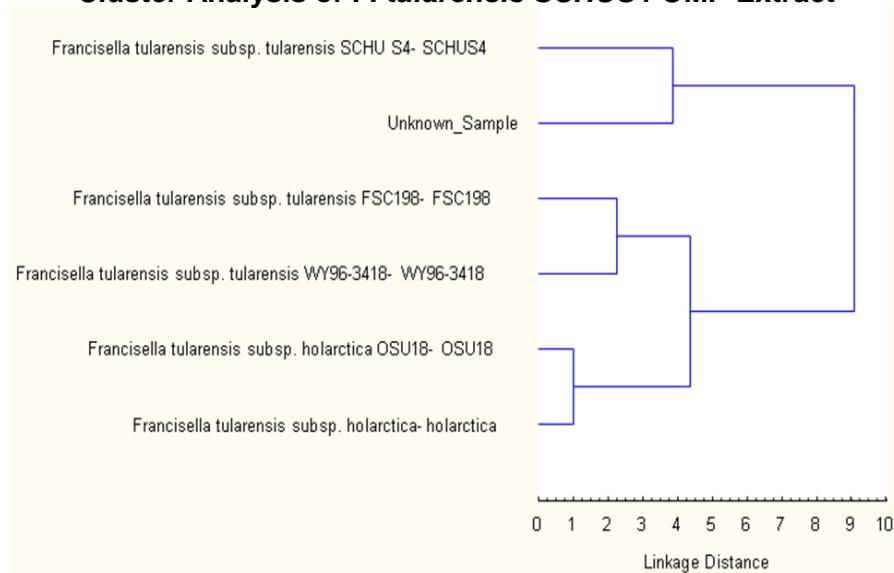 Cluster Analysis of F. tularensis SCHUS4 OMP Extract
Francisella tularensis subsp. tularensis SCHU S4- SCHUS4
Unknown_Sample
Francisella tularensis subsp. tularensis FSC198- FSC198
Francisella tularensis subsp. tularensis WY96-3418- WY96-3418
Francisella tularensis subsp. holarctica OSU18- OSU18
Francisella tularensis subsp. holarctica- holarctica
0 1 2 3 4 5 6 7 8 9 10
Linkage Distance